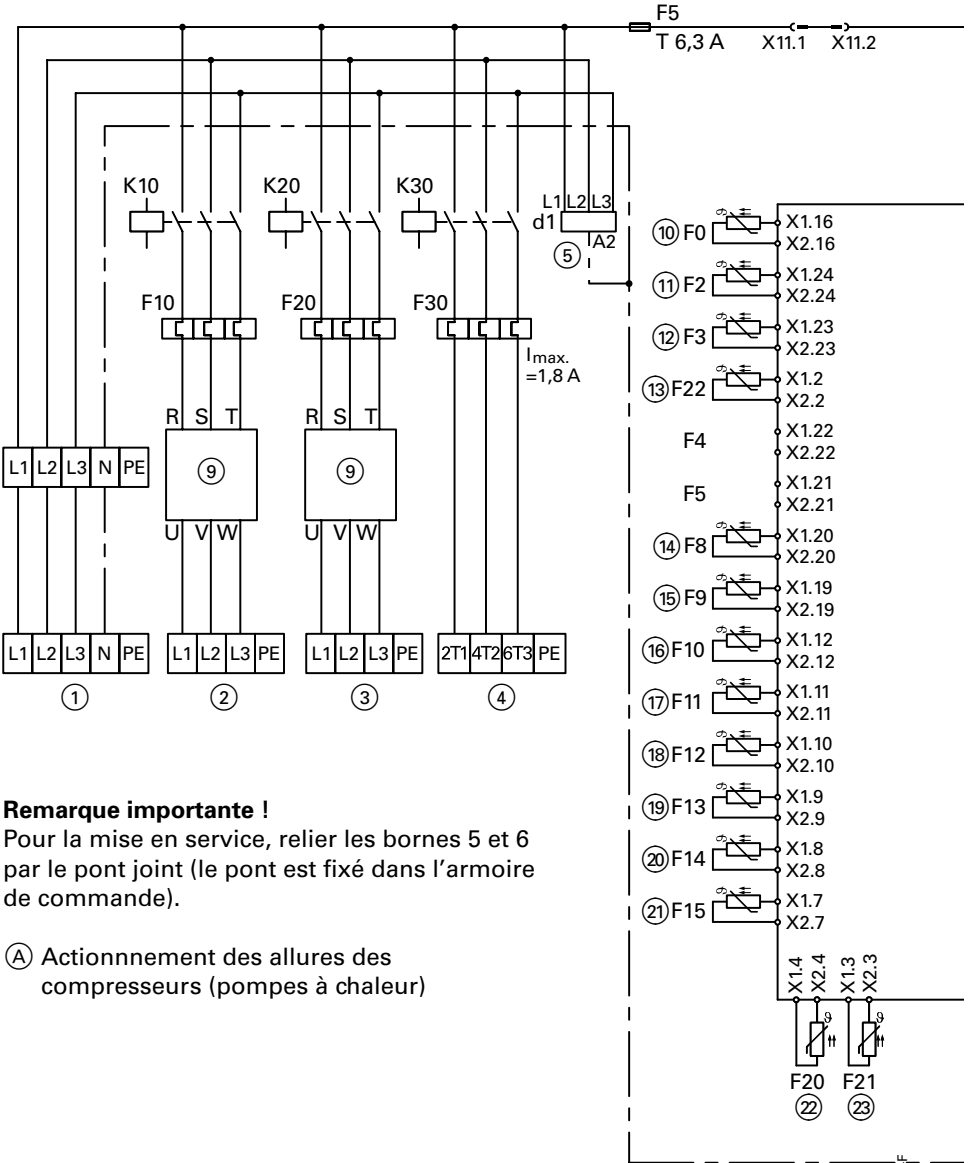 F5
T 6,3 A X11.1 X11.2
K10 K20 K30
L1 L2 L3
d1
A2
5
F10 F20 F30
Imax.
=1,8 A
R S T R S T
L1 L2 L3 N PE
9 9
U V W U V W
L1 L2 L3 N PE L1 L2 L3 PE L1 L2 L3 PE 2T1 4T2 6T3 PE
1 2 3 4
10 F0 ϑ X1.16
X2.16
11 F2 ϑ X1.24
X2.24
12 F3 ϑ X1.23
X2.23
13 F22 ϑ X1.2
X2.2
F4 X1.22
X2.22
F5 X1.21
X2.21
14 F8 ϑ X1.20
X2.20
15 F9 ϑ X1.19
X2.19
16 F10 ϑ X1.12
X2.12
17 F11 ϑ X1.11
X2.11
18 F12 ϑ X1.10
X2.10
19 F13 ϑ X1.9
X2.9
20 F14 ϑ X1.8
X2.8
21 F15 ϑ X1.7
X2.7
X1.4 X2.4 X1.3 X2.3
ϑ ϑ
F20 F21
22 23
Remarque importante !
Pour la mise en service, relier les bornes 5 et 6
par le pont joint (le pont est fixé dans l’armoire
de commande).
A Actionnnement des allures des
compresseurs (pompes à chaleur)